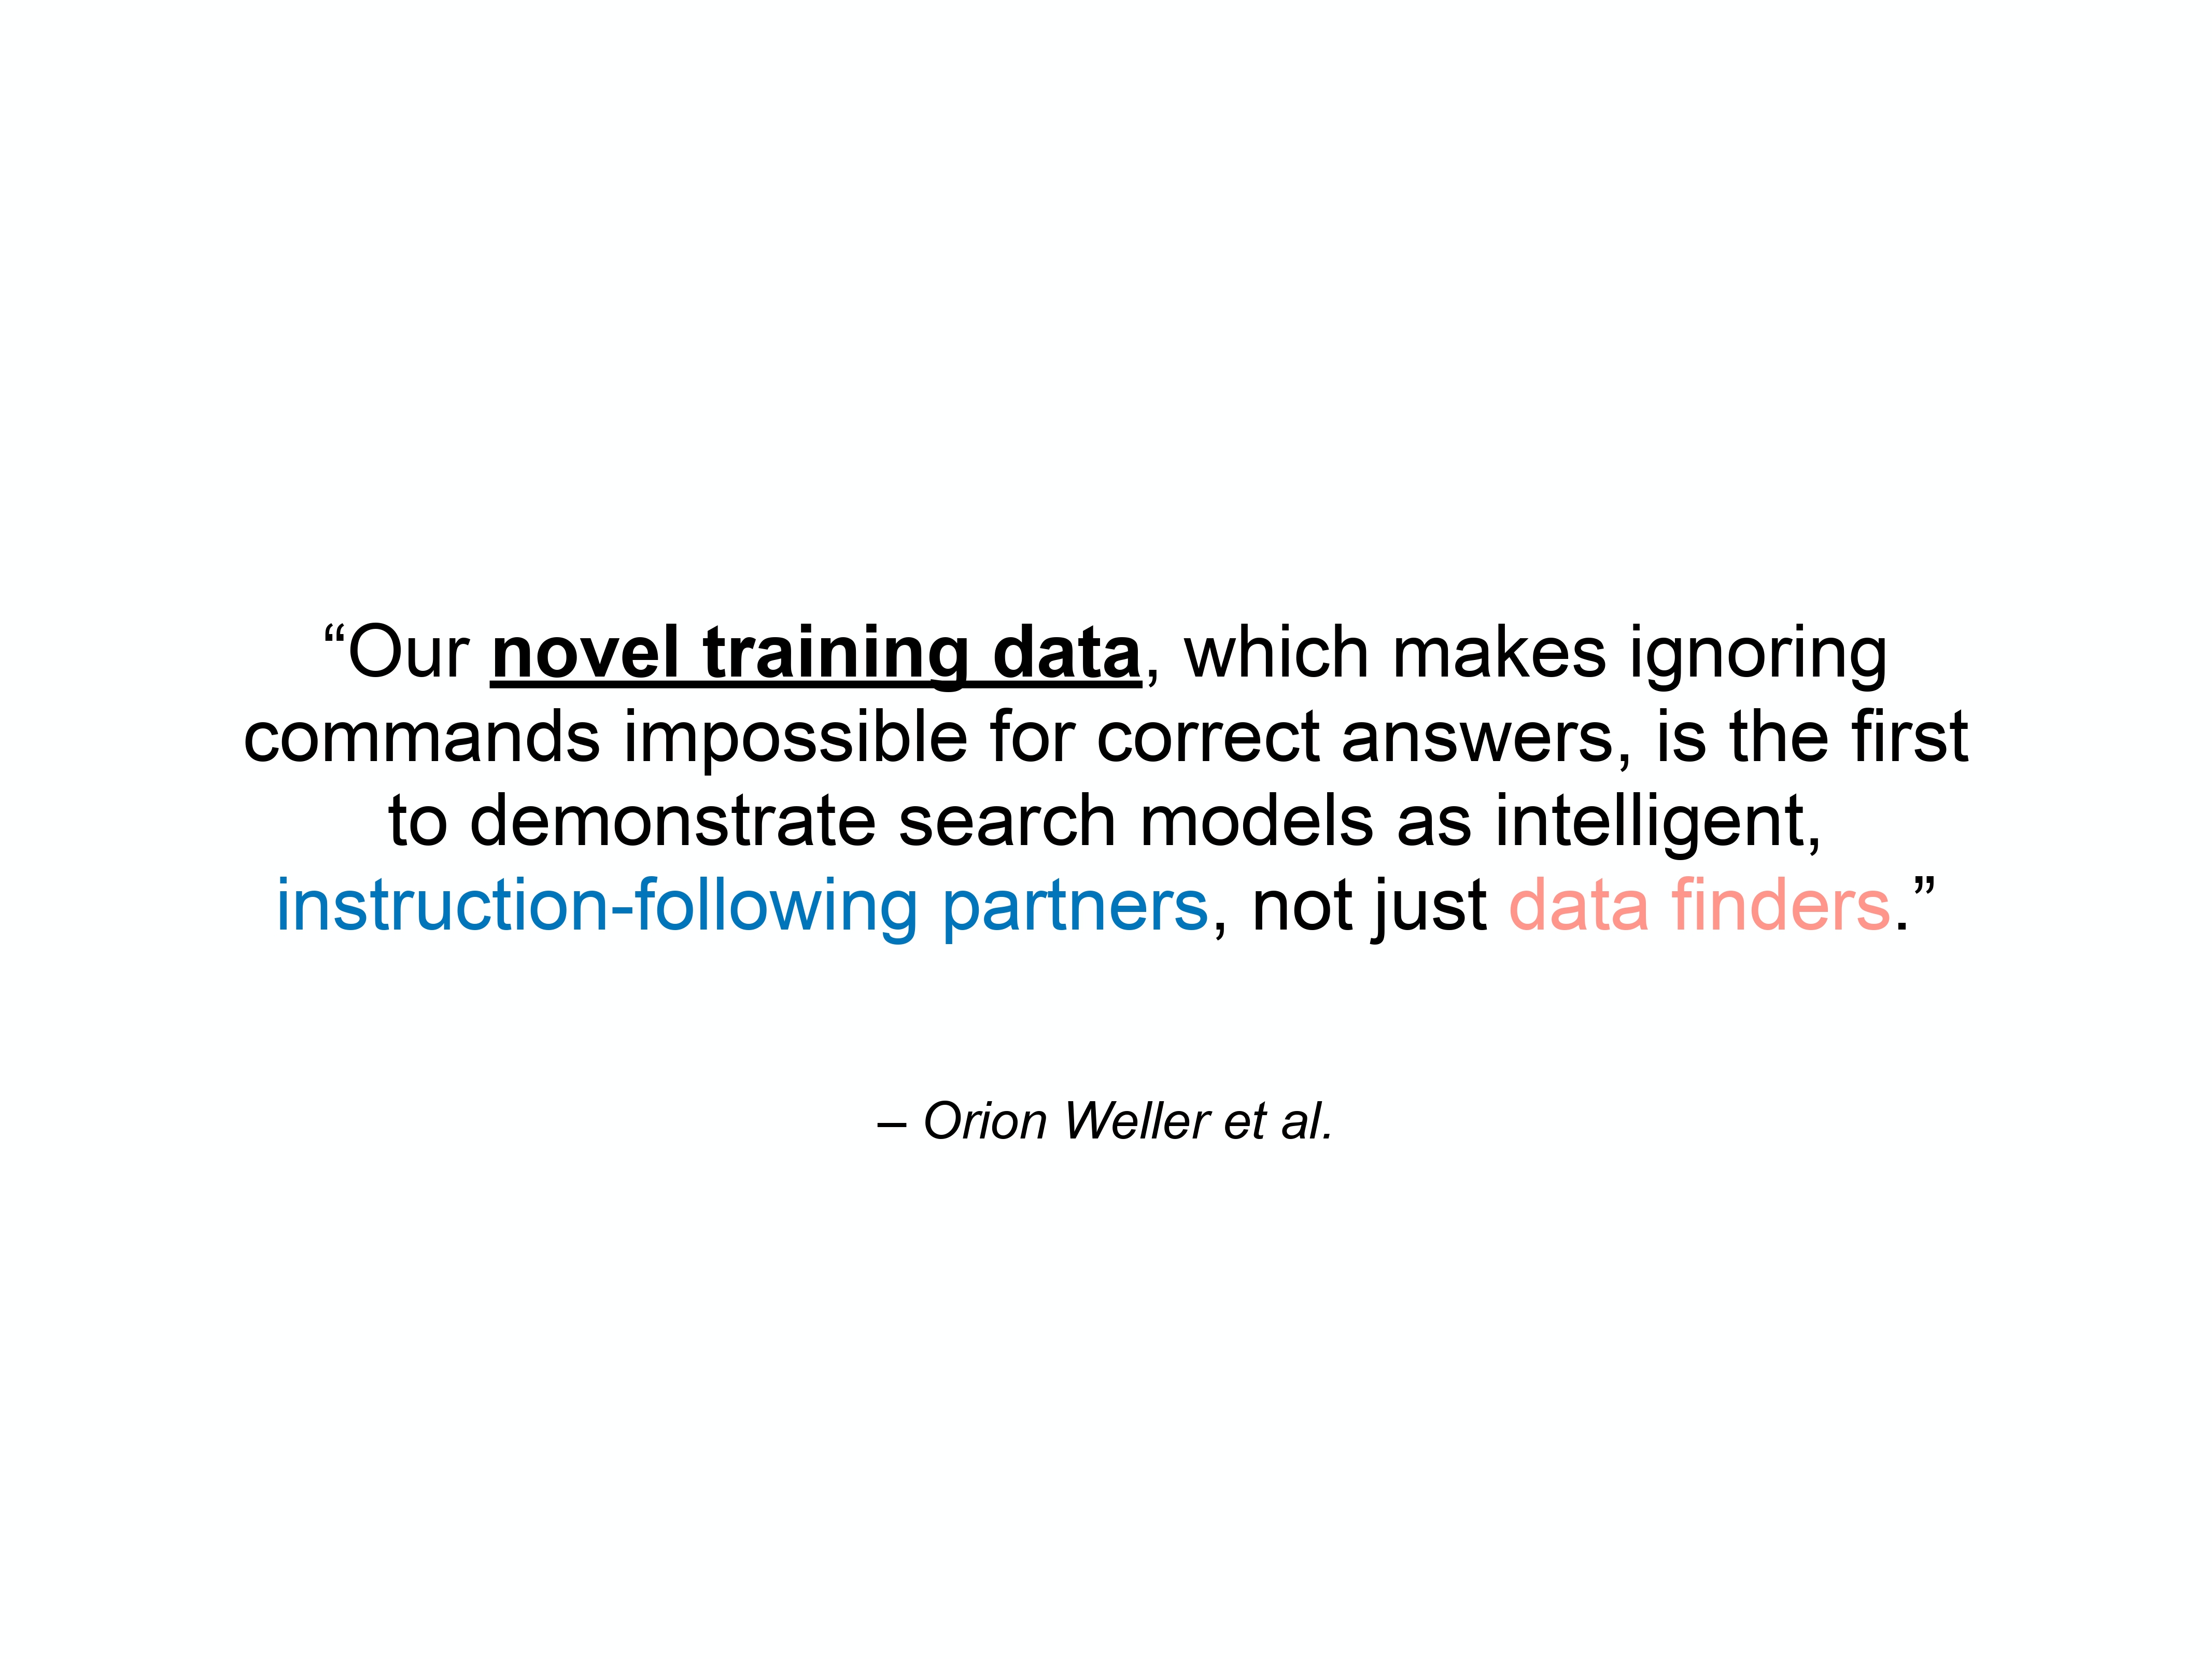 “Our novel training data, which makes ignoring
commands impossible for correct answers, is the first
to demonstrate search models as intelligent,
instruction-following partners, not just data finders.”
– Orion Weller et al.